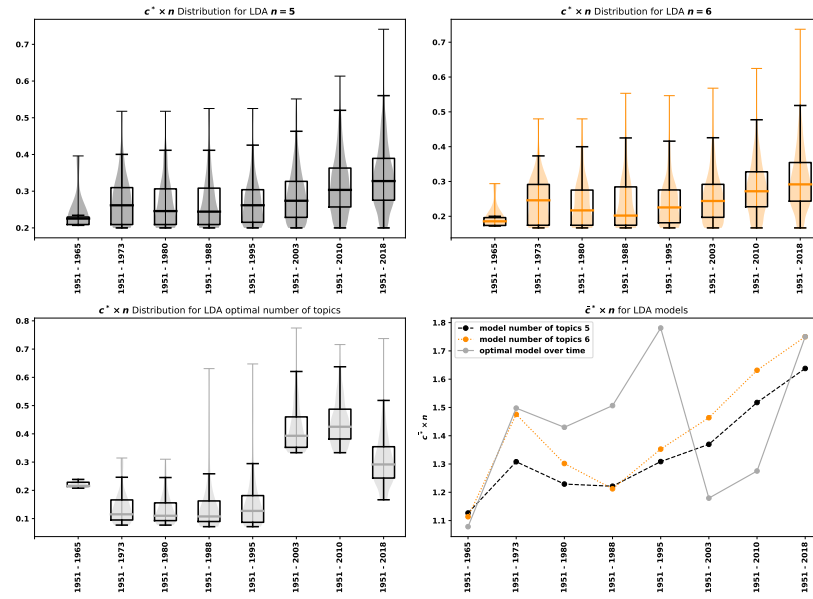 c* × n Distribution for LDA n = 5
0.7
0.6
0.5
0.4
0.3
0.2
1951 - 1965
1951 - 1973
1951 - 1980
1951 - 1988
1951 - 1995
1951 - 2003
1951 - 2010
1951 - 2018
c* × n Distribution for LDA n = 6
0.7
0.6
0.5
0.4
0.3
0.2
1951 - 1965
1951 - 1973
1951 - 1980
1951 - 1988
1951 - 1995
1951 - 2003
1951 - 2010
1951 - 2018
c* × n Distribution for LDA optimal number of topics
0.8
0.7
0.6
0.5
0.4
0.3
0.2
0.1
1951 - 1965
1951 - 1973
1951 - 1980
1951 - 1988
1951 - 1995
1951 - 2003
1951 - 2010
1951 - 2018
c̄* × n for LDA models
model number of topics 5
model number of topics 6
optimal model over time
c̄* × n
1.8
1.7
1.6
1.5
1.4
1.3
1.2
1.1
1951 - 1965
1951 - 1973
1951 - 1980
1951 - 1988
1951 - 1995
1951 - 2003
1951 - 2010
1951 - 2018